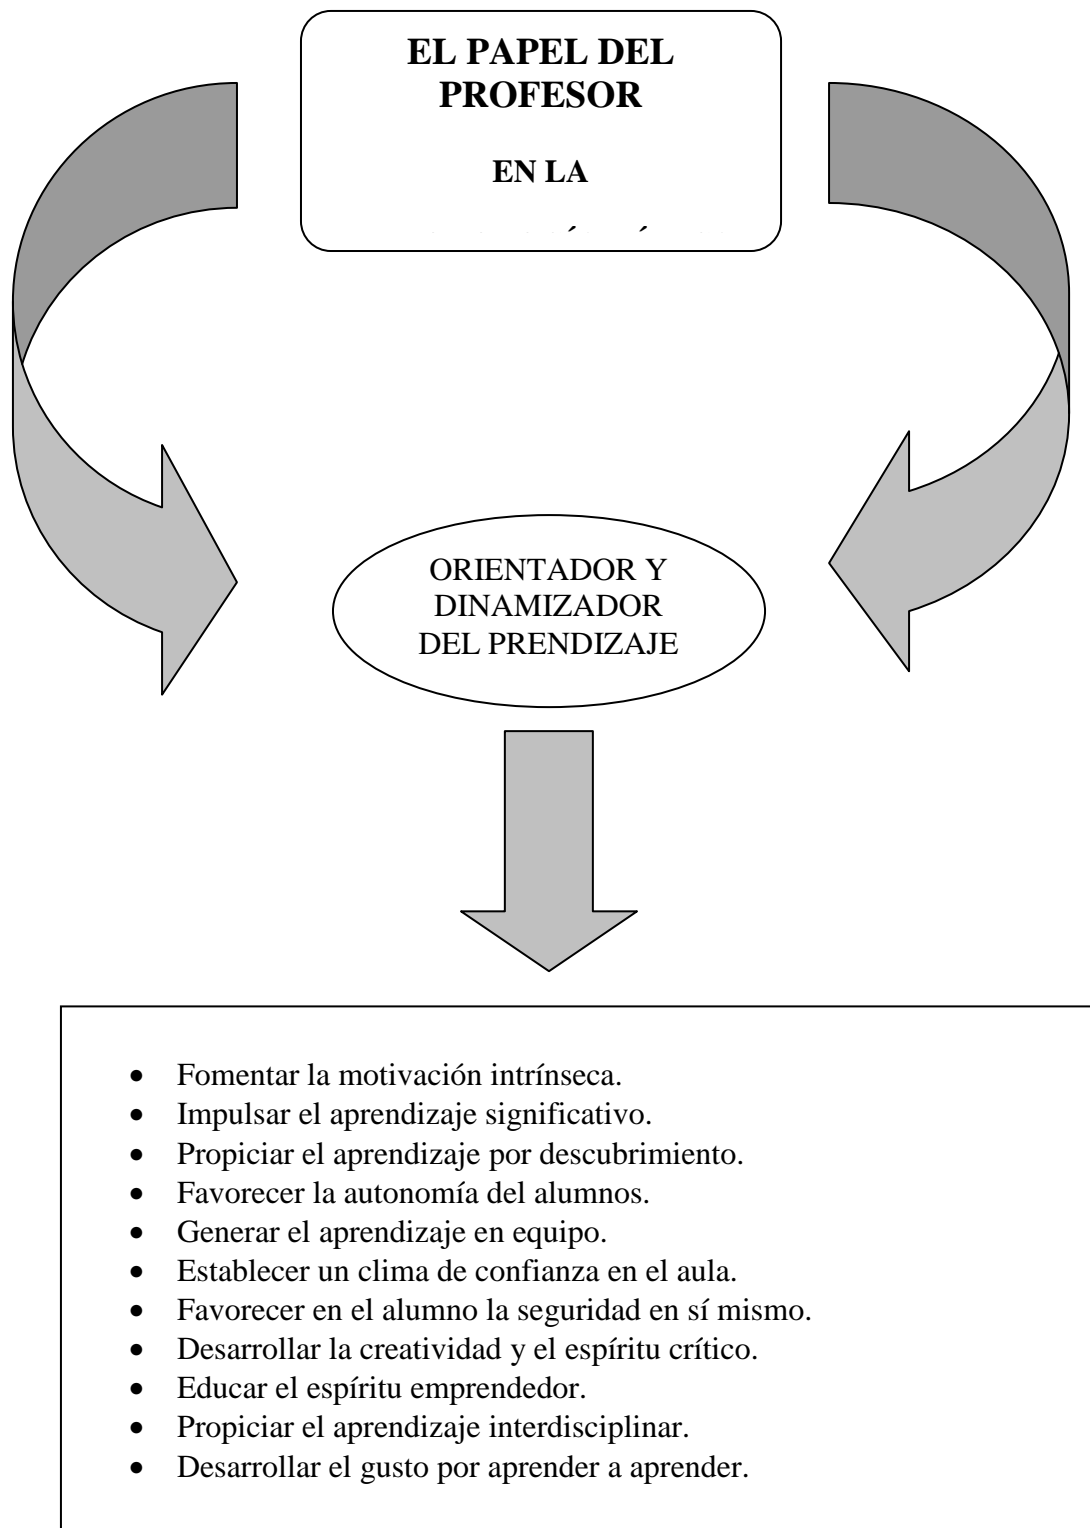 EL PAPEL DEL
PROFESOR
EN LA
ORIENTADOR Y
DINAMIZADOR
DEL PRENDIZAJE
• Fomentar la motivación intrínseca.
• Impulsar el aprendizaje significativo.
• Propiciar el aprendizaje por descubrimiento.
• Favorecer la autonomía del alumnos.
• Generar el aprendizaje en equipo.
• Establecer un clima de confianza en el aula.
• Favorecer en el alumno la seguridad en sí mismo.
• Desarrollar la creatividad y el espíritu crítico.
• Educar el espíritu emprendedor.
• Propiciar el aprendizaje interdisciplinar.
• Desarrollar el gusto por aprender a aprender.